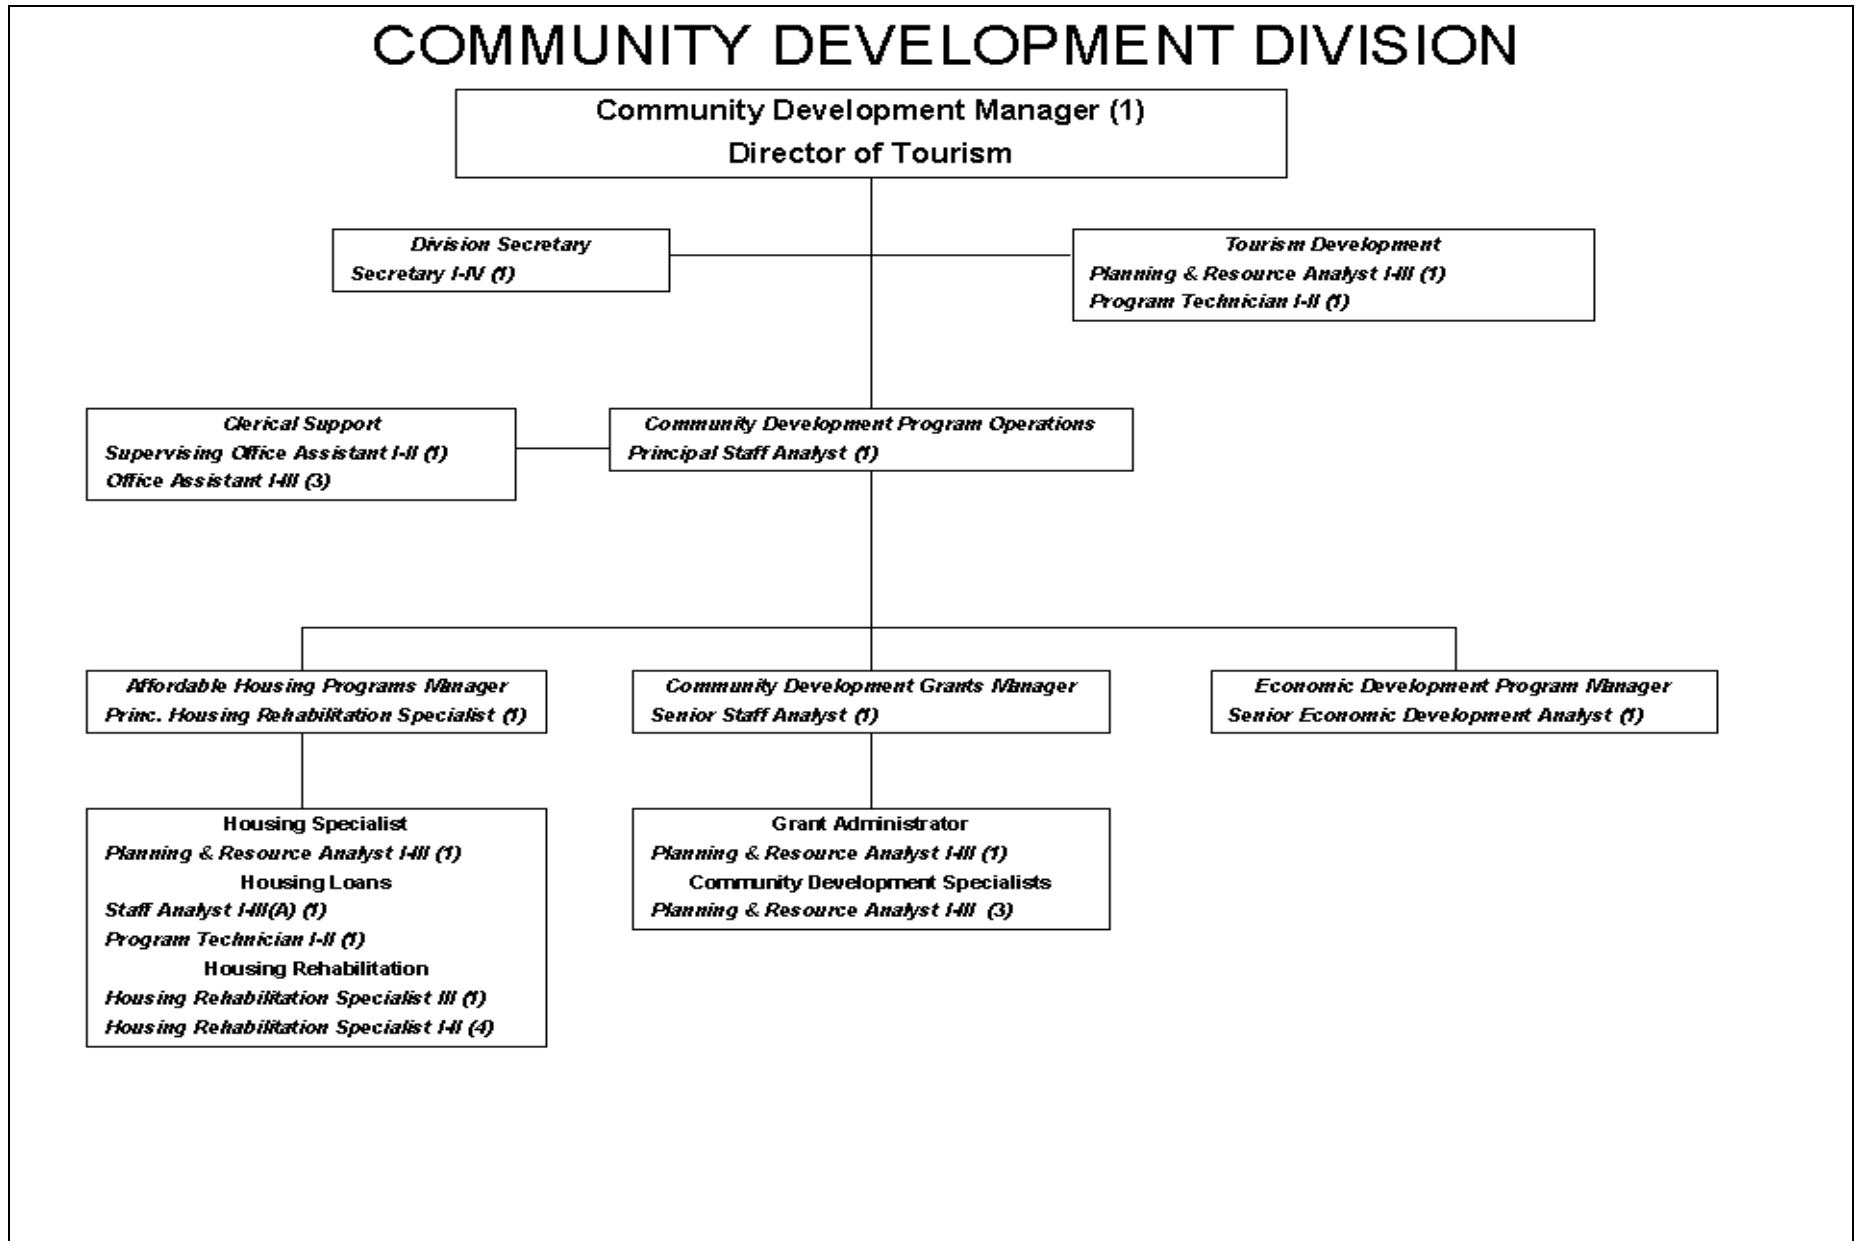 COMMUNITY DEVELOPMENT DIVISION
Community Development Manager (1)
Director of Tourism
Division Secretary
Secretary I-IV (1)
Tourism Development
Planning & Resource Analyst I-III (1)
Program Technician I-II (1)
Clerical Support
Supervising Office Assistant I-II (1)
Office Assistant I-III (3)
Community Development Program Operations
Principal Staff Analyst (1)
Affordable Housing Programs Manager
Princ. Housing Rehabilitation Specialist (1)
Community Development Grants Manager
Senior Staff Analyst (1)
Economic Development Program Manager
Senior Economic Development Analyst (1)
Housing Specialist
Planning & Resource Analyst I-III (1)
Housing Loans
Staff Analyst I-III(A) (1)
Program Technician I-II (1)
Housing Rehabilitation
Housing Rehabilitation Specialist III (1)
Housing Rehabilitation Specialist I-II (4)
Grant Administrator
Planning & Resource Analyst I-III (1)
Community Development Specialists
Planning & Resource Analyst I-III (3)